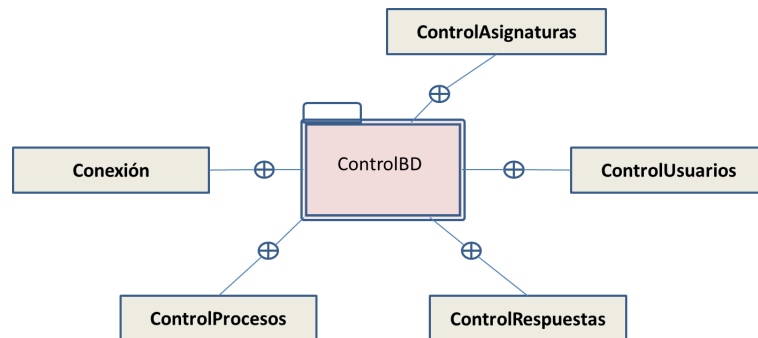 ControlAsignaturas
ControlBD
Conexión
ControlUsuarios
ControlProcesos
ControlRespuestas